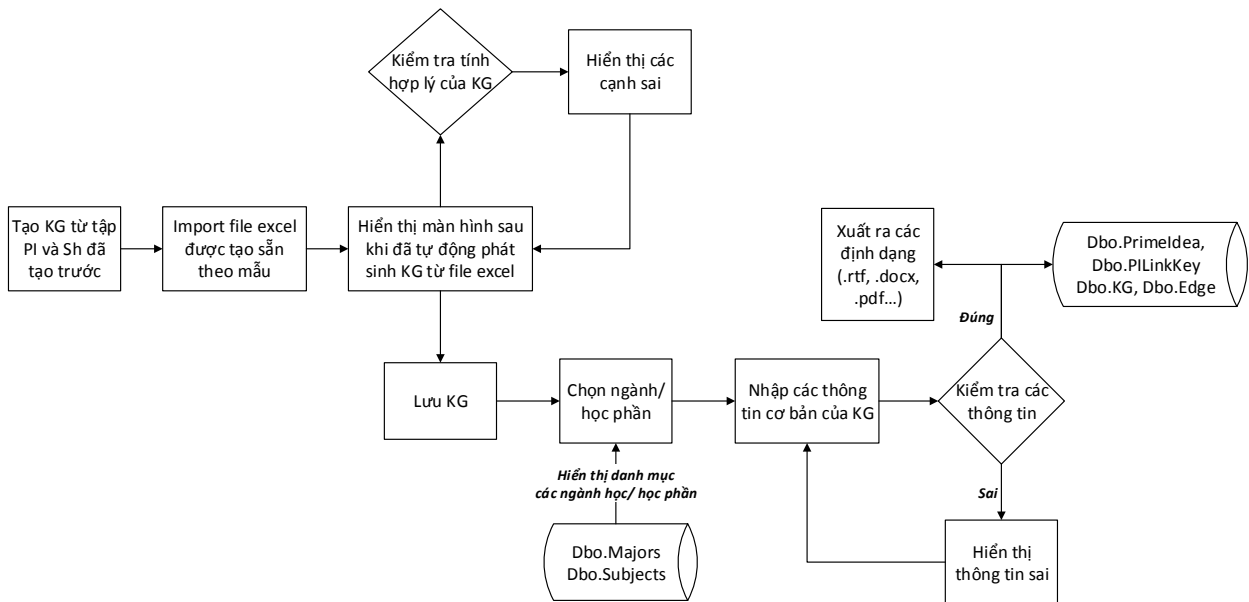 Kiểm tra tính
hợp lý của KG
Hiển thị các
cạnh sai
Tạo KG từ tập
PI và Sh đã
tạo trước
Import file excel
được tạo sẵn
theo mẫu
Hiển thị màn hình sau
khi đã tự động phát
sinh KG từ file excel
Xuất ra các
định dạng
(.rtf, .docx,
.pdf...)
Dbo.PrimeIdea,
Dbo.PILinkKey
Dbo.KG, Dbo.Edge
Đúng
Lưu KG
Chọn ngành/
học phần
Nhập các thông
tin cơ bản của KG
Kiểm tra các
thông tin
Hiển thị danh mục
các ngành học/ học phần
Sai
Dbo.Majors
Dbo.Subjects
Hiển thị
thông tin sai